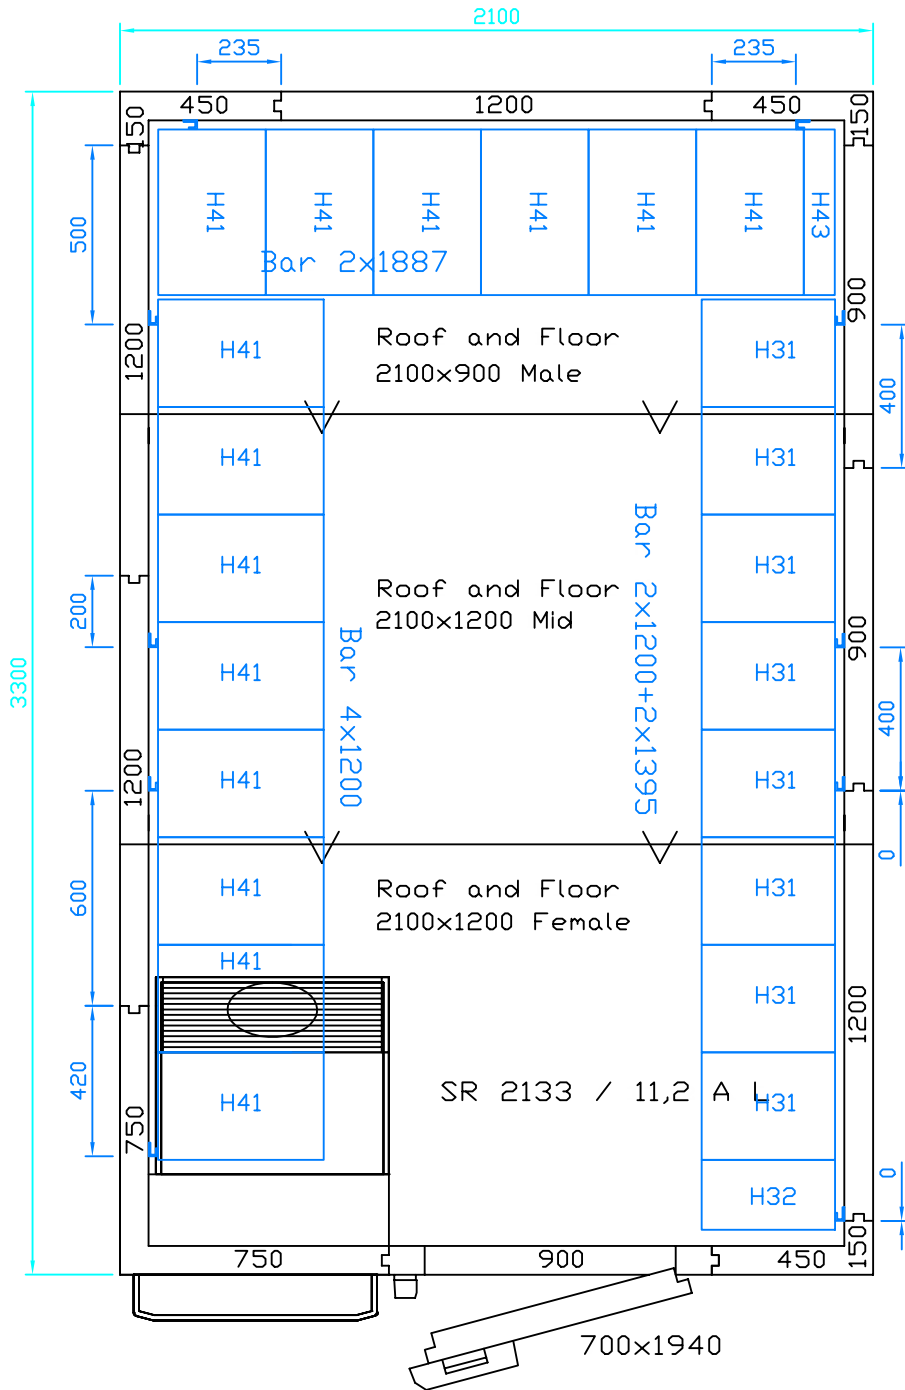 2100
235
235
450
1200
450
150
150
500
H41
H41
H41
H41
H41
H41
H43
Bar 2x1887
900
1200
H41
Roof and Floor
2100x900 Male
H31
400
H41
H31
H41
Bar 2x1200+2x1395
H31
200
Roof and Floor
2100x1200 Mid
900
3300
H41
Bar 4x1200
H31
400
1200
H41
H31
0
600
H41
Roof and Floor
2100x1200 Female
H31
H41
H31
1200
420
750
H41
SR 2133 / 11,2 A L
H31
0
H32
150
750
900
450
700x1940